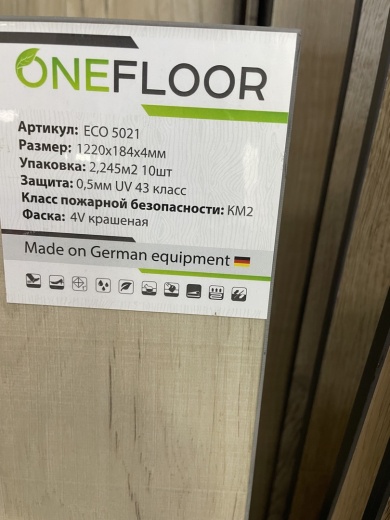 ONEFLOOR
Артикул: ECO 5021
Размер: 1220х184х4мм
Упаковка: 2,245м2 10шт
Защита: 0,5мм UV 43 класс
Класс пожарной безопасности: КМ2
Фаска: 4V крашеная
Made on German equipment